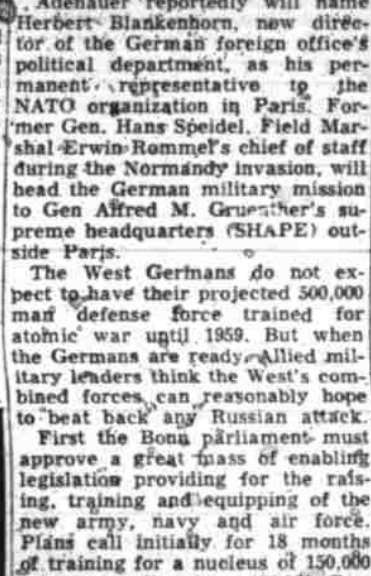 Adenauer reportedly will name
Herbert Blankenhorn, now direc-
tor of the German foreign office's
political department, as his per-
manent representative to the
NATO organization in Paris. For-
mer Gen. Hans Speidel, Field Mar-
shal Erwin Rommel's chief of staff
during the Normandy invasion, will
head the German military mission
to Gen Alfred M. Gruenther's su-
preme headquarters (SHAPE) out-
side Paris.
The West Germans do not ex-
pect to have their projected 500,000
man defense force trained for
atomic war until 1959. But when
the Germans are ready, Allied mil-
itary leaders think the West's com-
bined forces can reasonably hope
to beat back any Russian attack.
First the Bonn parliament must
approve a great mass of enabling
legislation providing for the rais-
ing, training and equipping of the
new army, navy and air force.
Plans call initially for 18 months
of training for a nucleus of 150,000